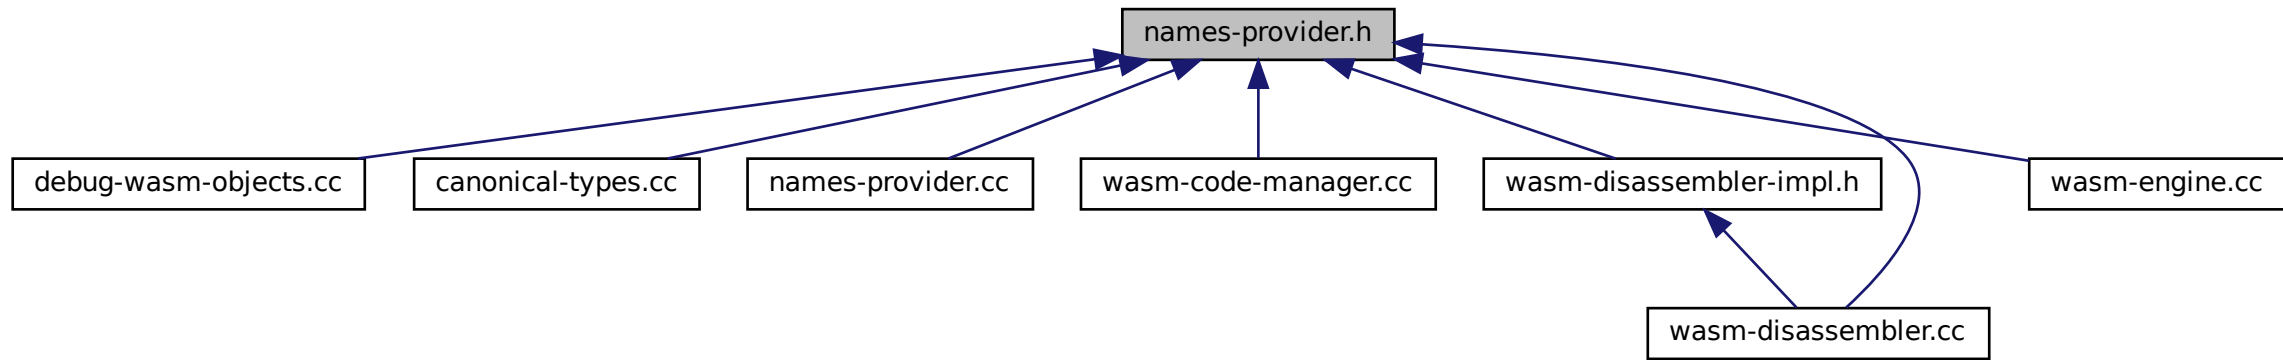 names-provider.h
debug-wasm-objects.cc
canonical-types.cc
names-provider.cc
wasm-code-manager.cc
wasm-disassembler-impl.h
wasm-engine.cc
wasm-disassembler.cc